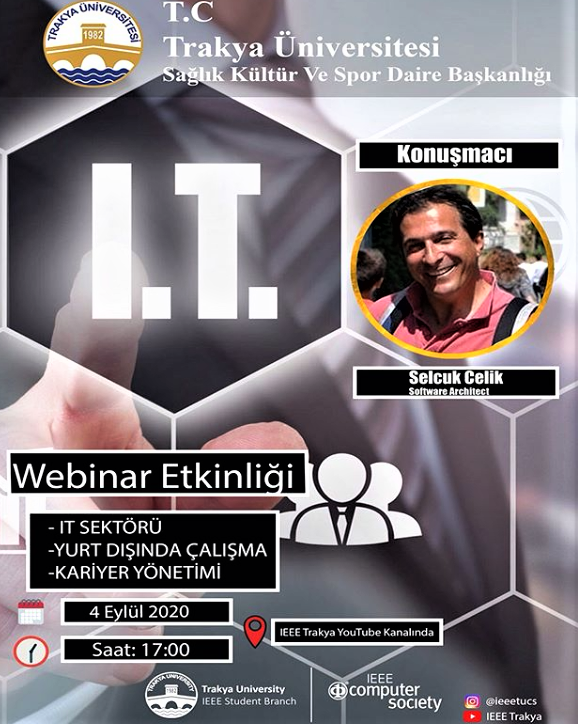 TRAKYA ÜNİVERSİTESİ
1982
T.C
Trakya Üniversitesi
Sağlık Kültür Ve Spor Daire Başkanlığı
I.T.
Konuşmacı
Selcuk Celik
Software Architect
Webinar Etkinliği
- IT SEKTÖRÜ
-YURT DIŞINDA ÇALIŞMA
-KARİYER YÖNETİMİ
4 Eylül 2020
Saat: 17:00
IEEE Trakya YouTube Kanalında
Trakya University
IEEE Student Branch
IEEE
computer
society
@ieeetucs
IEEE Trakya